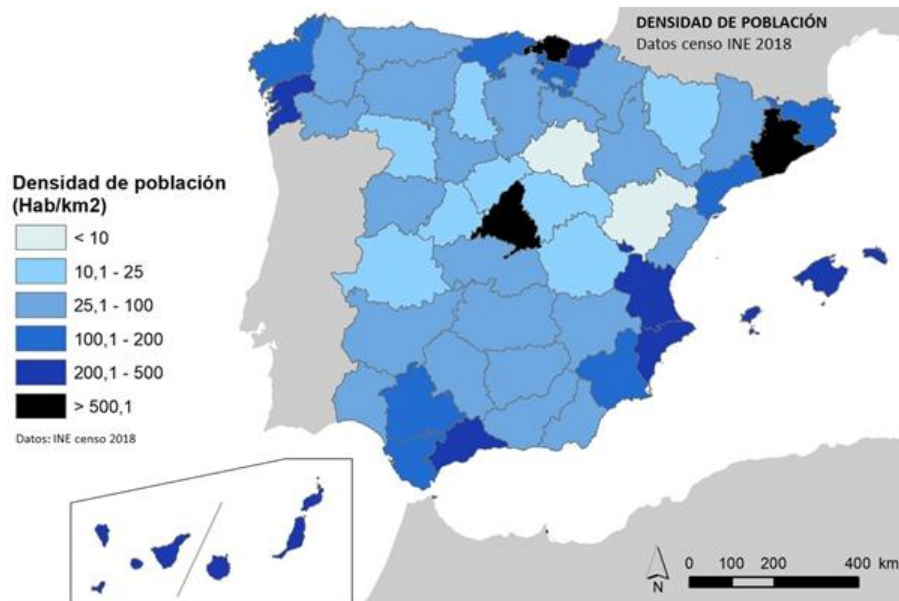 DENSIDAD DE POBLACIÓN
Datos censo INE 2018
Densidad de población
(Hab/km2)
< 10
10,1 - 25
25,1 - 100
100,1 - 200
200,1 - 500
> 500,1
Datos: INE censo 2018
N
0 100 200 400 km